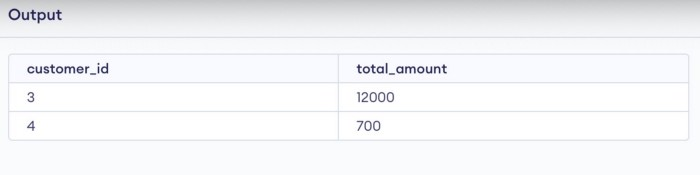 Output
customer_id total_amount
3 12000
4 700